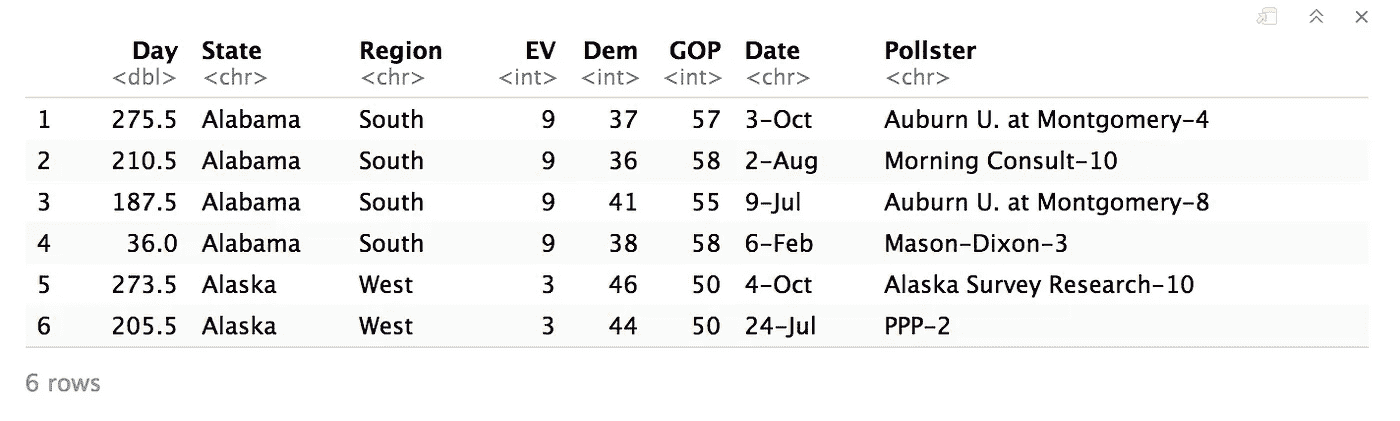 Day State Region EV Dem GOP Date Pollster
<dbl> <chr> <chr> <int> <int> <int> <chr> <chr>
1 275.5 Alabama South 9 37 57 3-Oct Auburn U. at Montgomery-4
2 210.5 Alabama South 9 36 58 2-Aug Morning Consult-10
3 187.5 Alabama South 9 41 55 9-Jul Auburn U. at Montgomery-8
4 36.0 Alabama South 9 38 58 6-Feb Mason-Dixon-3
5 273.5 Alaska West 3 46 50 4-Oct Alaska Survey Research-10
6 205.5 Alaska West 3 44 50 24-Jul PPP-2
6 rows